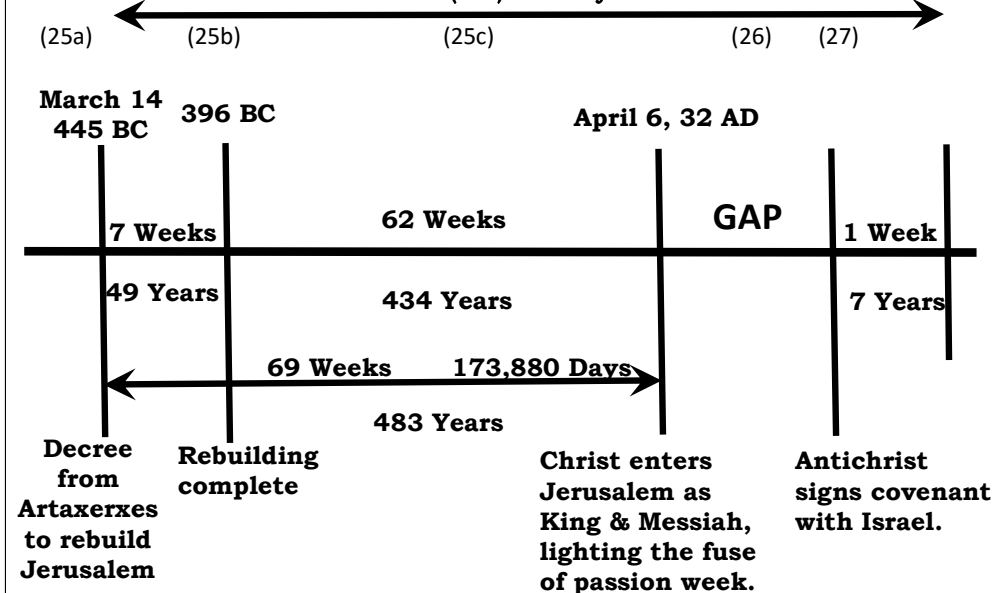 (25a) (25b) (25c) (26) (27)
March 14
445 BC
396 BC
April 6, 32 AD
7 Weeks
62 Weeks
GAP
1 Week
49 Years
434 Years
7 Years
69 Weeks 173,880 Days
483 Years
Decree
from
Artaxerxes
to rebuild
Jerusalem
Rebuilding
complete
Christ enters
Jerusalem as
King & Messiah,
lighting the fuse
of passion week.
Antichrist
signs covenant
with Israel.